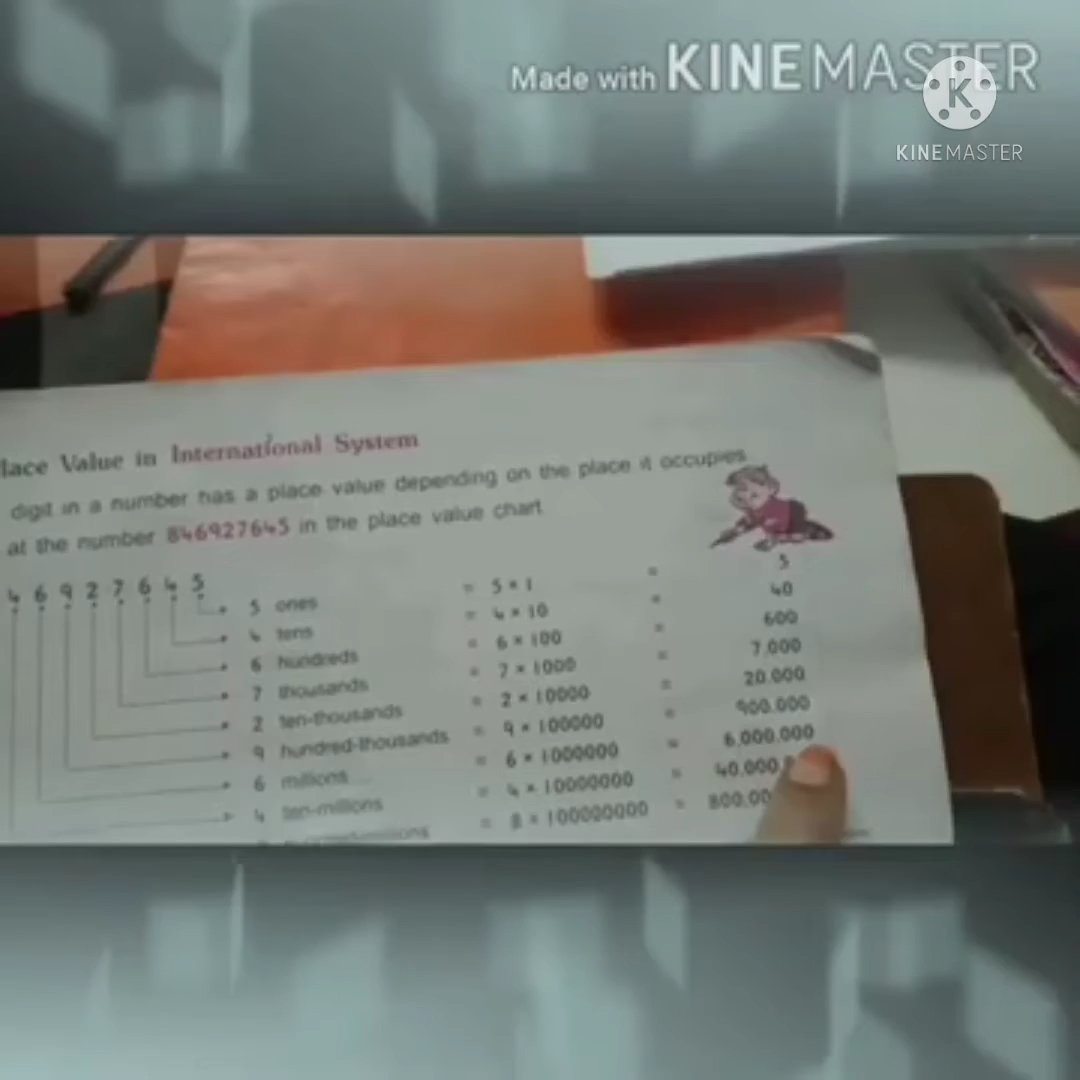 Made with KINEMASTER
KINEMASTER
lace Value in International System
digit in a number has a place value depending on the place it occupies
at the number 846927645 in the place value chart
4 6 9 2 7 6 4 5
5 ones = 5 × 1 = 5
4 tens = 4 × 10 = 40
6 hundreds = 6 × 100 = 600
7 thousands = 7 × 1000 = 7,000
2 ten-thousands = 2 × 10000 = 20,000
9 hundred-thousands = 9 × 100000 = 900,000
6 millions = 6 × 1000000 = 6,000,000
4 ten-millions = 4 × 10000000 = 40,000,
= 8 × 100000000 = 800,00